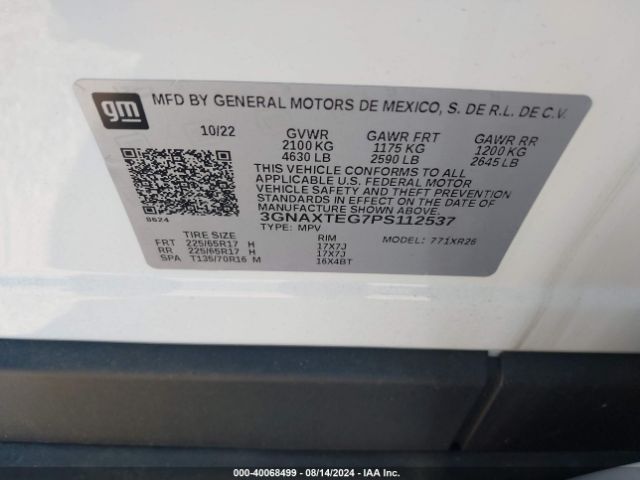 gm MFD BY GENERAL MOTORS DE MEXICO, S. DE R.L. DE C.V.
10/22 GVWR GAWR FRT GAWR RR
2100 KG 1175 KG 1200 KG
4630 LB 2590 LB 2645 LB
THIS VEHICLE CONFORMS TO ALL
APPLICABLE U.S. FEDERAL MOTOR
VEHICLE SAFETY AND THEFT PREVENTION
STANDARDS IN EFFECT ON THE DATE OF
MANUFACTURE SHOWN ABOVE.
3GNAXTEG7PS112537
TYPE: MPV MODEL: 771XR26
9624
TIRE SIZE RIM
FRT 225/65R17 H 17X7J
RR 225/65R17 H 17X7J
SPA T135/70R16 M 16X4BT
000-40068499 — 08/14/2024 — IAA Inc.